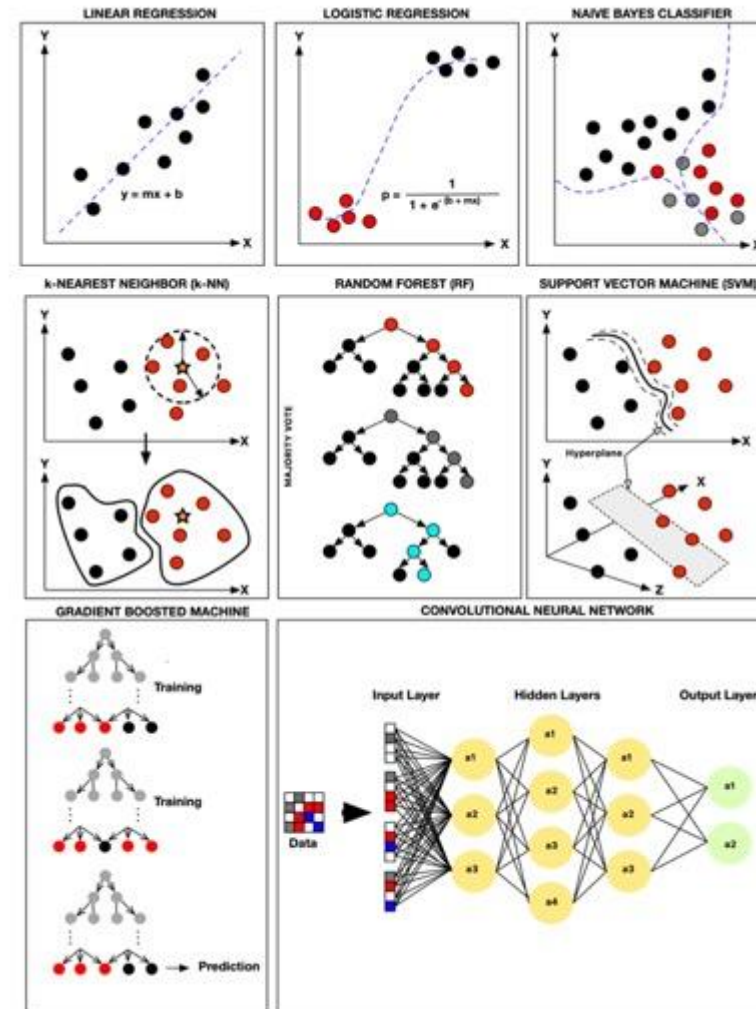 LINEAR REGRESSION
Y
y = mx + b
X
LOGISTIC REGRESSION
Y
p = 1 / 1 + e^-(b + mx)
X
NAIVE BAYES CLASSIFIER
Y
X
k-NEAREST NEIGHBOR (k-NN)
Y
X
Y
X
RANDOM FOREST (RF)
MAJORITY VOTE
SUPPORT VECTOR MACHINE (SVM)
Y
X
Hyperplane
Y
X
Z
GRADIENT BOOSTED MACHINE
Training
Training
Prediction
CONVOLUTIONAL NEURAL NETWORK
Input Layer
Hidden Layers
Output Layer
Data
a1
a2
a3
a1
a2
a3
a4
a1
a2
a3
a1
a2